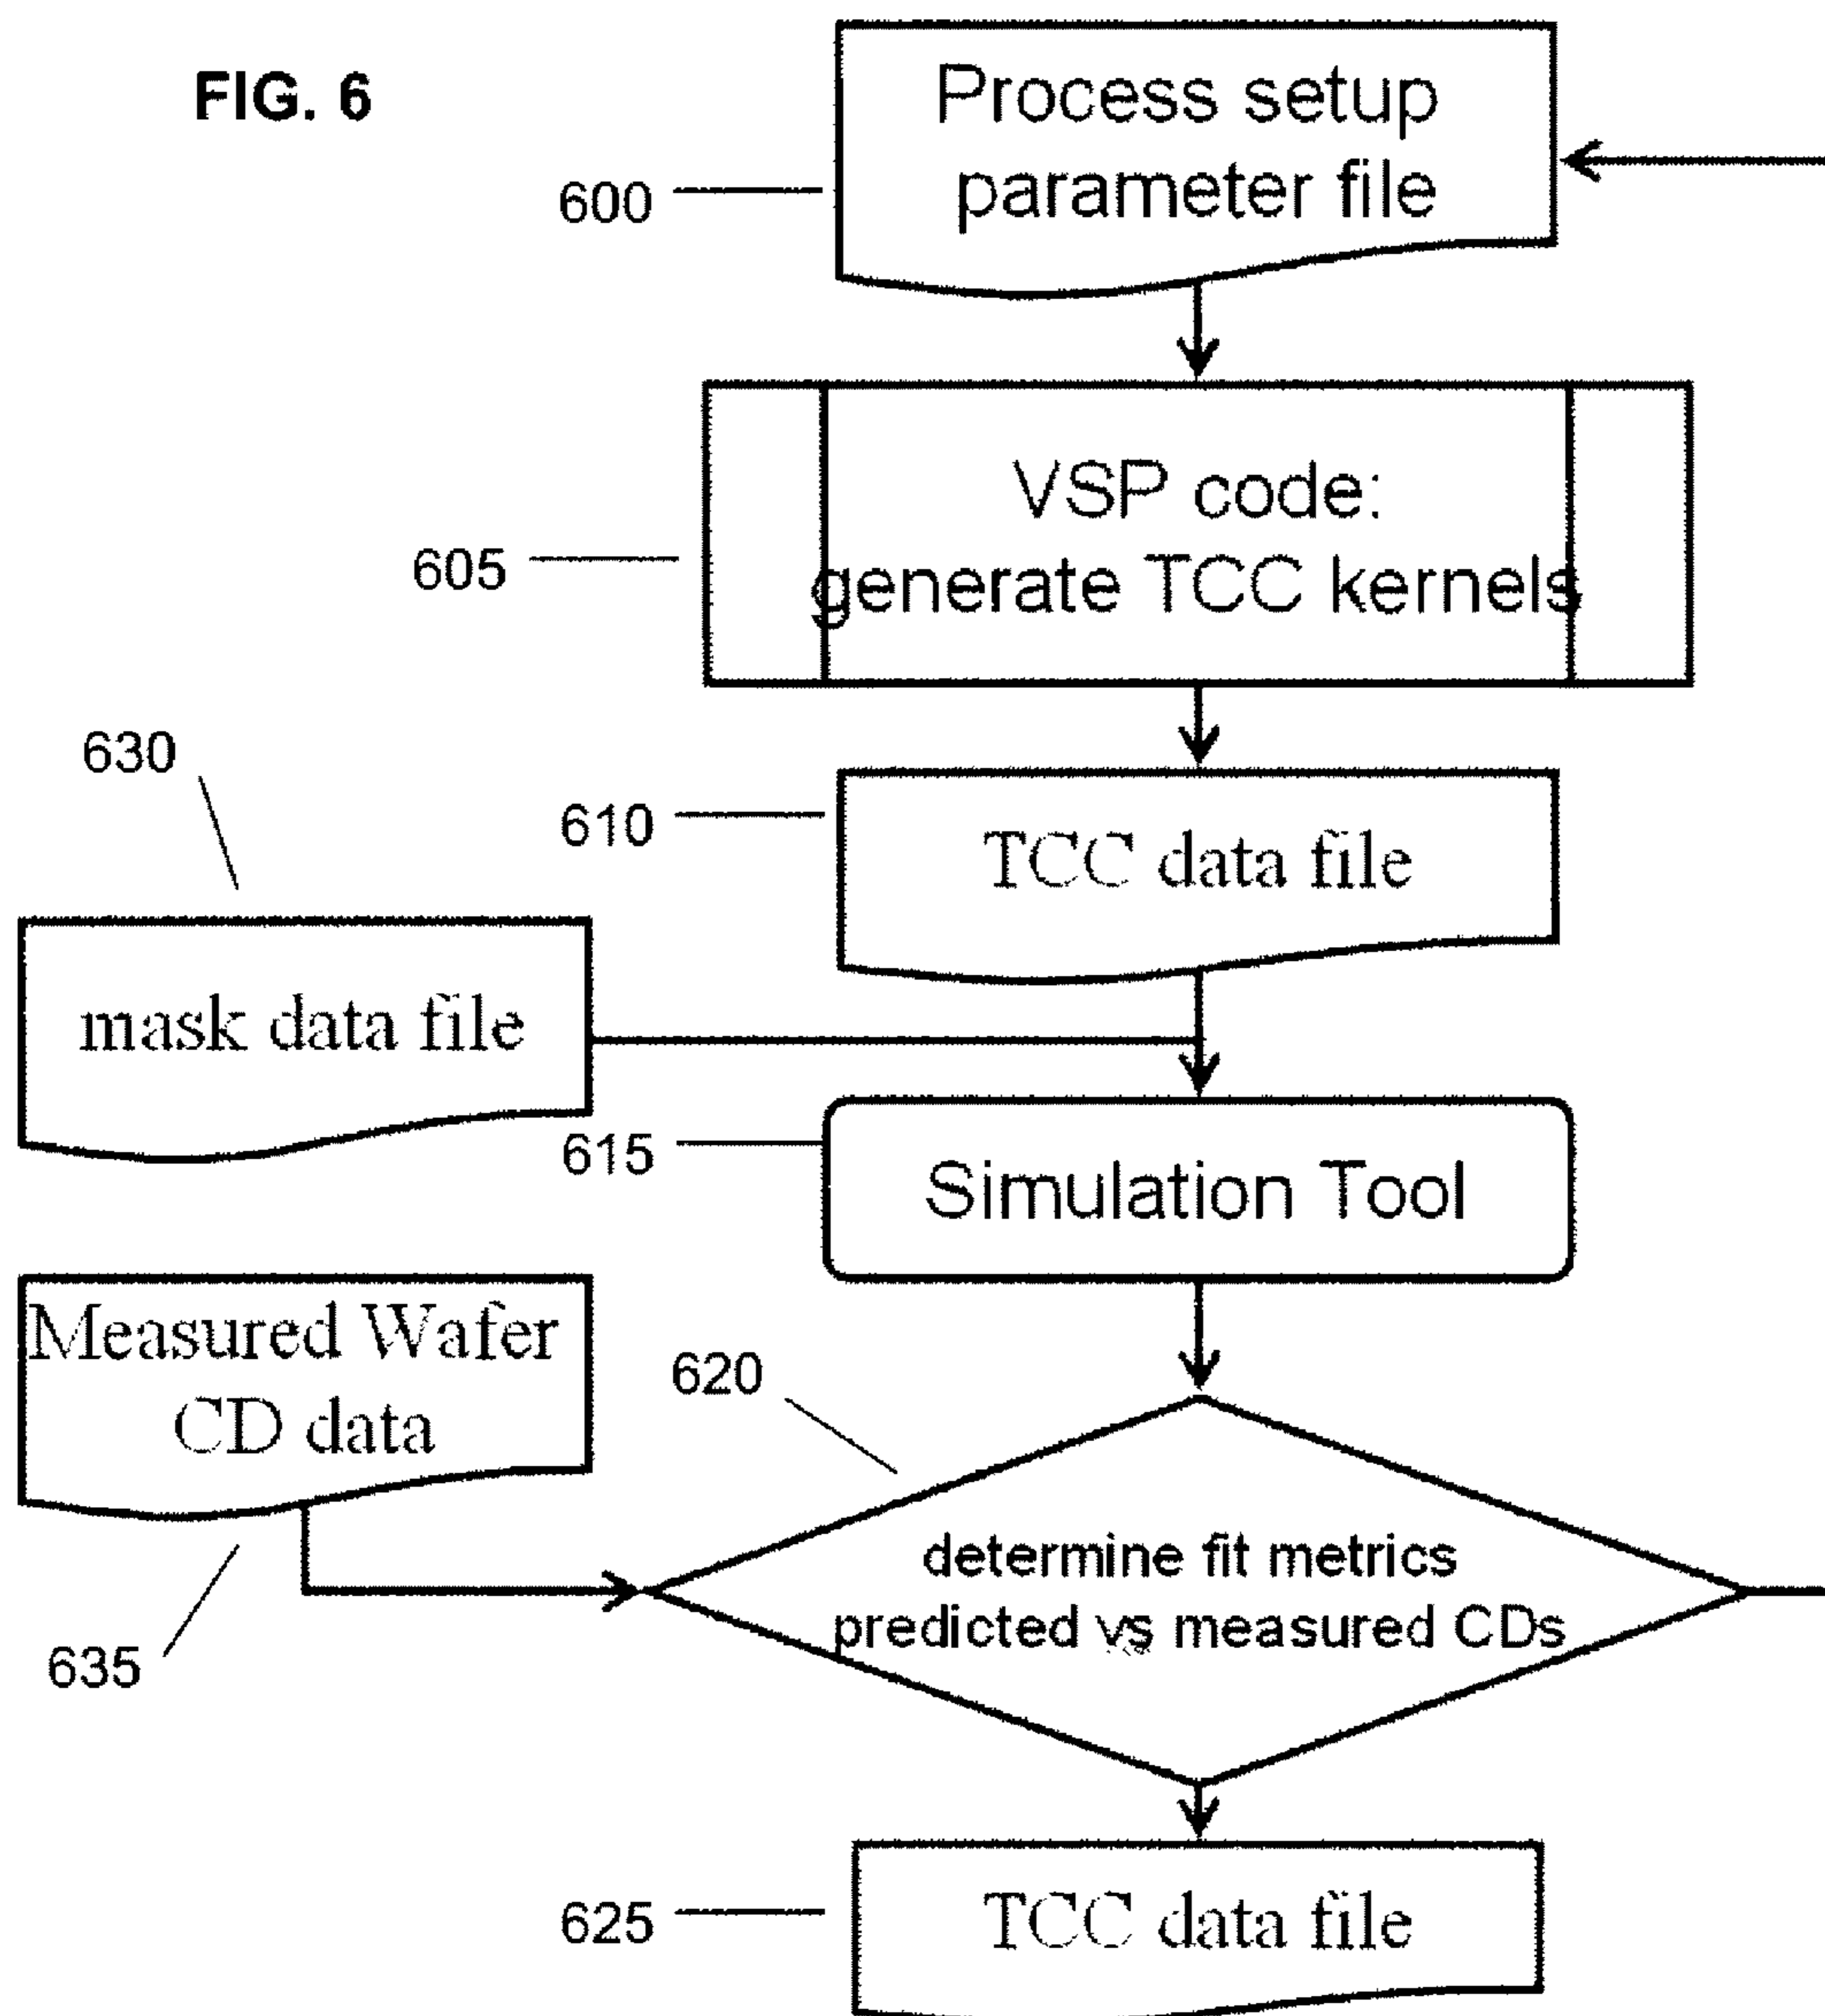 FIG. 6
Process setup
parameter file
600
VSP code:
generate TCC kernels
605
630
610
TCC data file
mask data file
615
Simulation Tool
Measured Wafer
CD data
620
determine fit metrics
predicted vs measured CDs
635
625
TCC data file